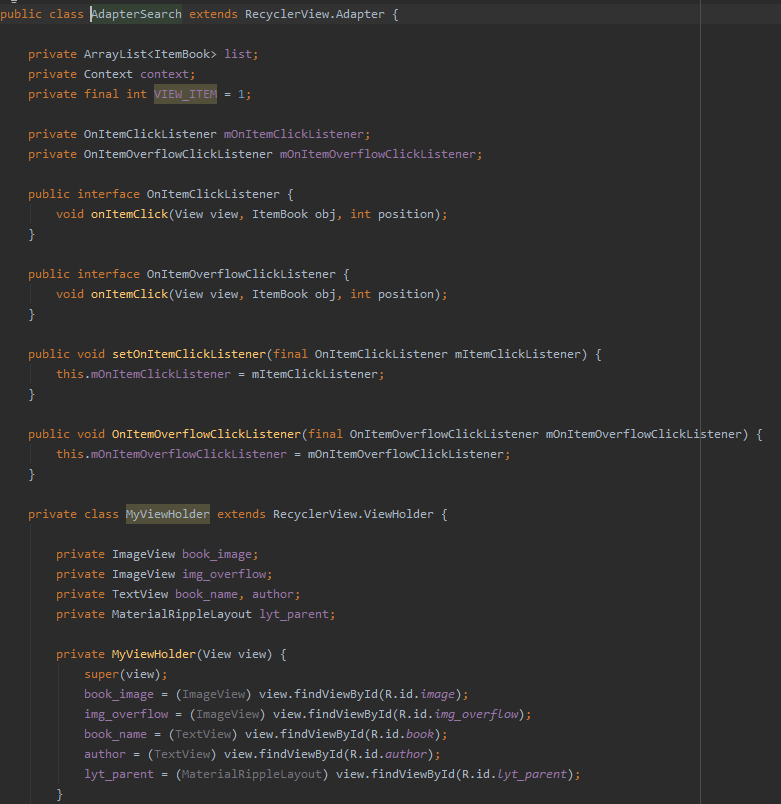 public class AdapterSearch extends RecyclerView.Adapter {
private ArrayList<ItemBook> list;
private Context context;
private final int VIEW_ITEM = 1;
private OnItemClickListener mOnItemClickListener;
private OnItemOverflowClickListener mOnItemOverflowClickListener;
public interface OnItemClickListener {
void onItemClick(View view, ItemBook obj, int position);
}
public interface OnItemOverflowClickListener {
void onItemClick(View view, ItemBook obj, int position);
}
public void setOnItemClickListener(final OnItemClickListener mItemClickListener) {
this.mOnItemClickListener = mItemClickListener;
}
public void OnItemOverflowClickListener(final OnItemOverflowClickListener mOnItemOverflowClickListener) {
this.mOnItemOverflowClickListener = mOnItemOverflowClickListener;
}
private class MyViewHolder extends RecyclerView.ViewHolder {
private ImageView book_image;
private ImageView img_overflow;
private TextView book_name, author;
private MaterialRippleLayout lyt_parent;
private MyViewHolder(View view) {
super(view);
book_image = (ImageView) view.findViewById(R.id.image);
img_overflow = (ImageView) view.findViewById(R.id.img_overflow);
book_name = (TextView) view.findViewById(R.id.book);
author = (TextView) view.findViewById(R.id.author);
lyt_parent = (MaterialRippleLayout) view.findViewById(R.id.lyt_parent);
}